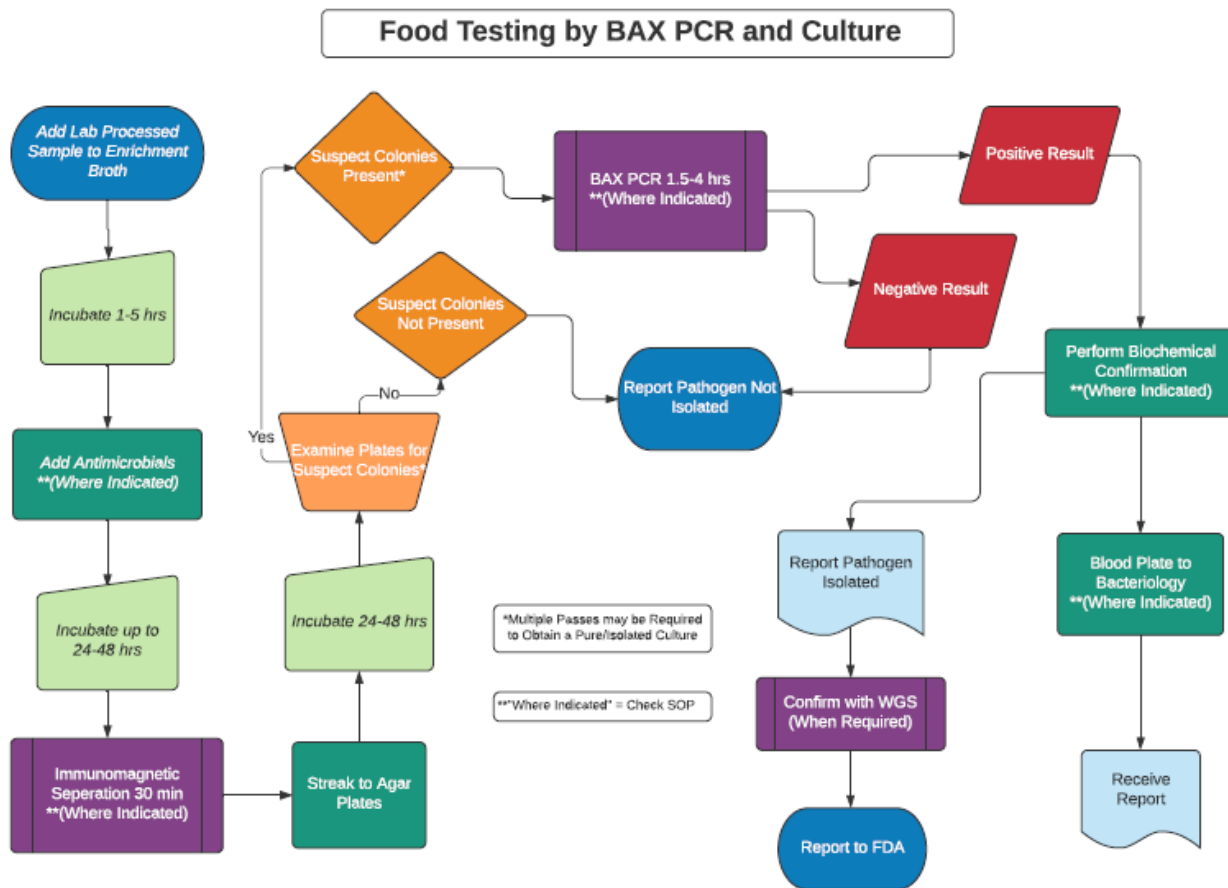 Food Testing by BAX PCR and Culture
Add Lab Processed
Sample to Enrichment
Broth
Incubate 1-5 hrs
Add Antimicrobials
**(Where Indicated)
Incubate up to
24-48 hrs
Immunomagnetic
Seperation 30 min
**(Where Indicated)
Streak to Agar
Plates
Incubate 24-48 hrs
Examine Plates for
Suspect Colonies*
Yes
No
Suspect Colonies
Present*
Suspect Colonies
Not Present
BAX PCR 1.5-4 hrs
**(Where Indicated)
Positive Result
Negative Result
Report Pathogen Not
Isolated
Perform Biochemical
Confirmation
**(Where Indicated)
Report Pathogen
Isolated
Confirm with WGS
(When Required)
Report to FDA
Blood Plate to
Bacteriology
**(Where Indicated)
Receive
Report
*Multiple Passes may be Required
to Obtain a Pure/Isolated Culture
**"Where Indicated" = Check SOP